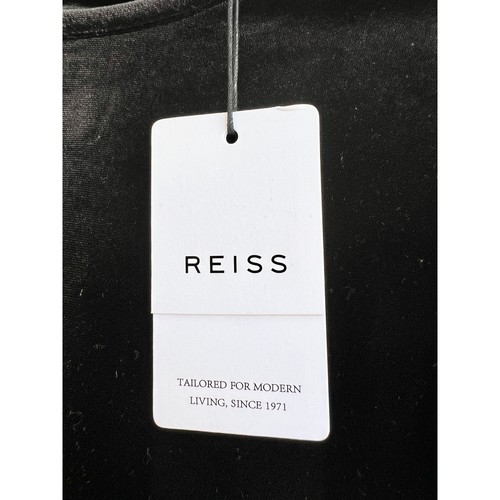 REISS
TAILORED FOR MODERN
LIVING, SINCE 1971